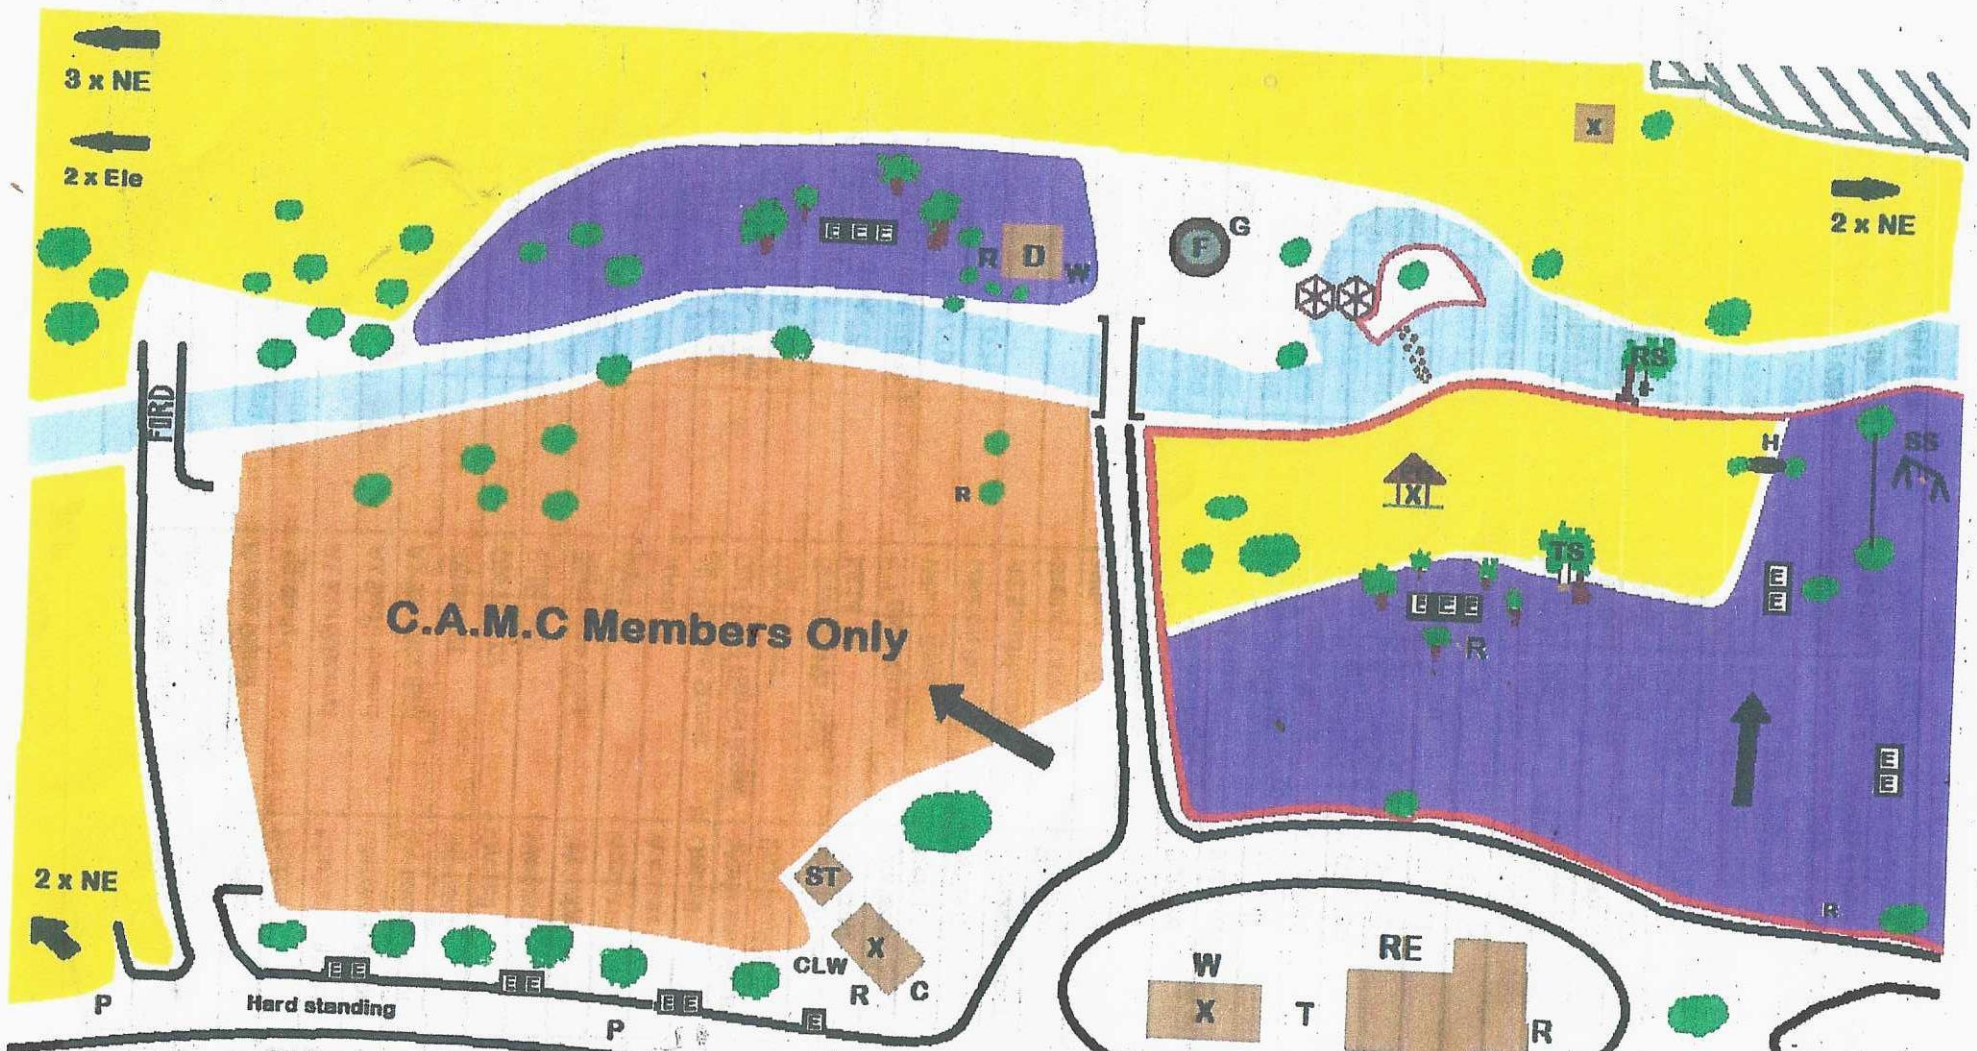 3 x NE
2 x Ele
X
2 x NE
E E E
R D W
F G
RS
FORD
H
SS
R
X
TS
E
E
E E E
R
C.A.M.C Members Only
E
E
2 x NE
ST
X
CLW
R C
R
W
X
T
RE
R
E E
E E
E E
E
P
Hard standing
P